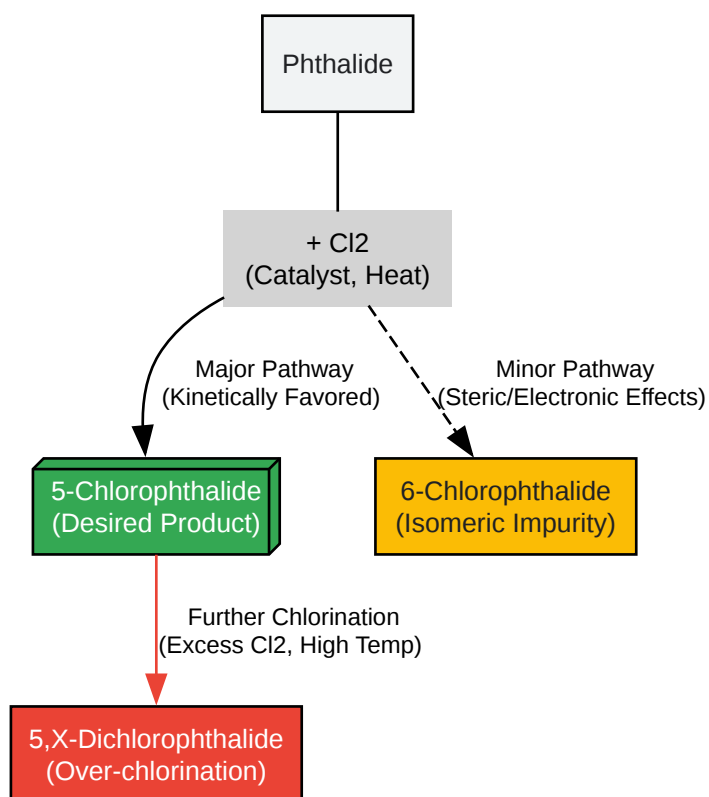 Phthalide
+ Cl2
(Catalyst, Heat)
Major Pathway
(Kinetically Favored)
Minor Pathway
(Steric/Electronic Effects)
5-Chlorophthalide
(Desired Product)
6-Chlorophthalide
(Isomeric Impurity)
Further Chlorination
(Excess Cl2, High Temp)
5,X-Dichlorophthalide
(Over-chlorination)